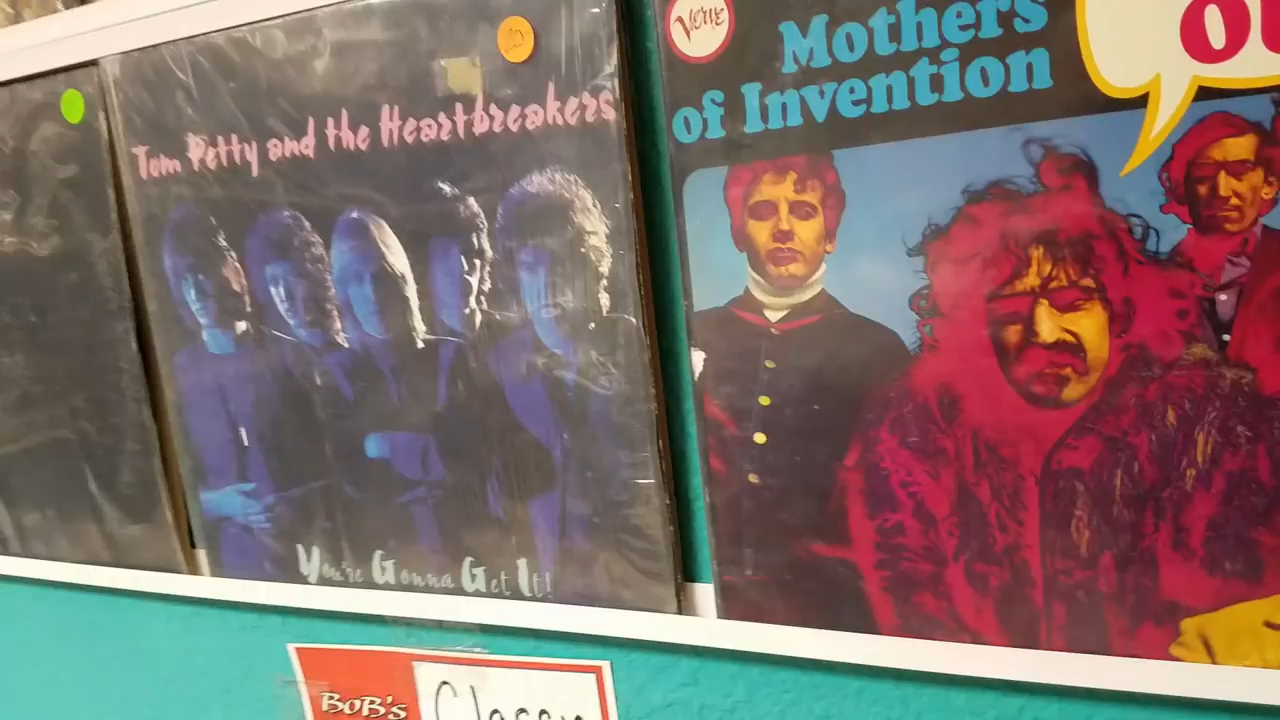 Tom Petty and the Heartbreakers
You're Gonna Get It!
Verve
Mothers
of Invention
BOB'S